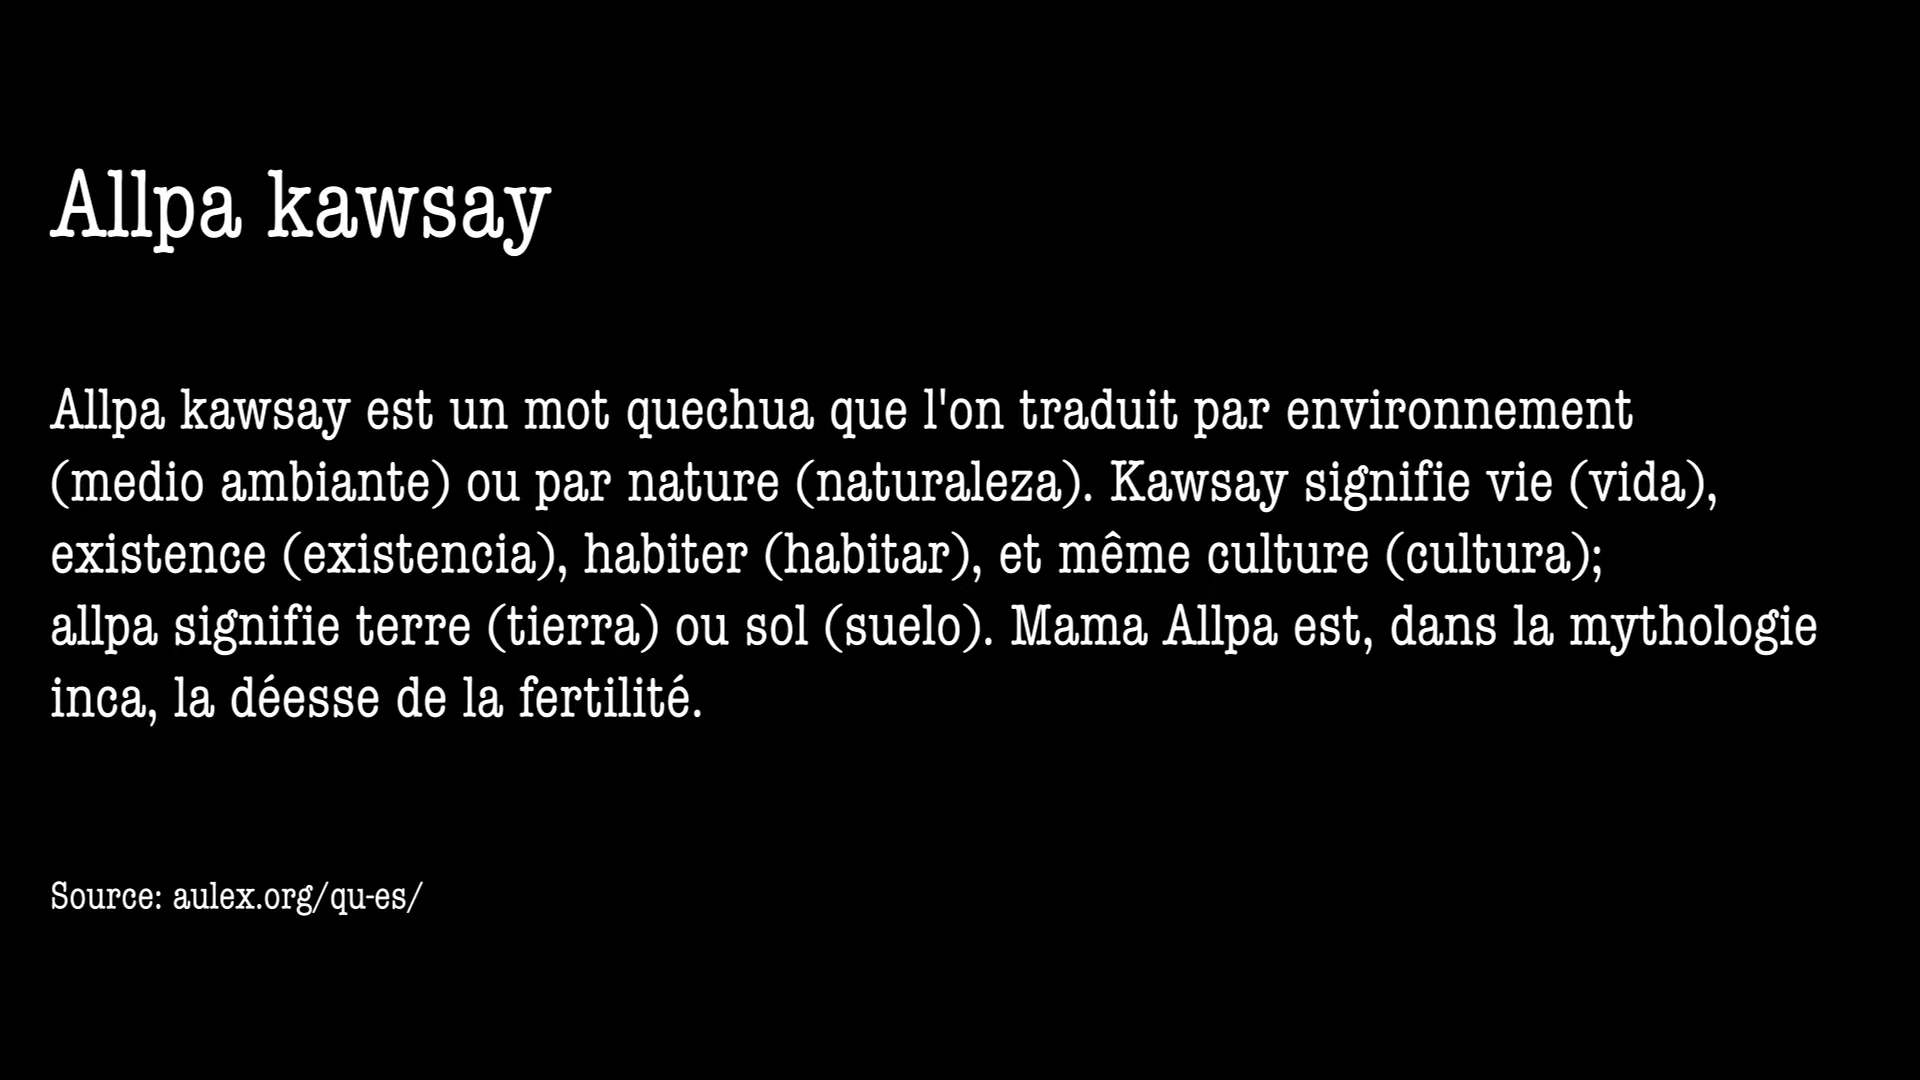 Allpa kawsay
Allpa kawsay est un mot quechua que l'on traduit par environnement
(medio ambiante) ou par nature (naturaleza). Kawsay signifie vie (vida),
existence (existencia), habiter (habitar), et même culture (cultura);
allpa signifie terre (tierra) ou sol (suelo). Mama Allpa est, dans la mythologie
inca, la déesse de la fertilité.
Source: aulex.org/qu-es/